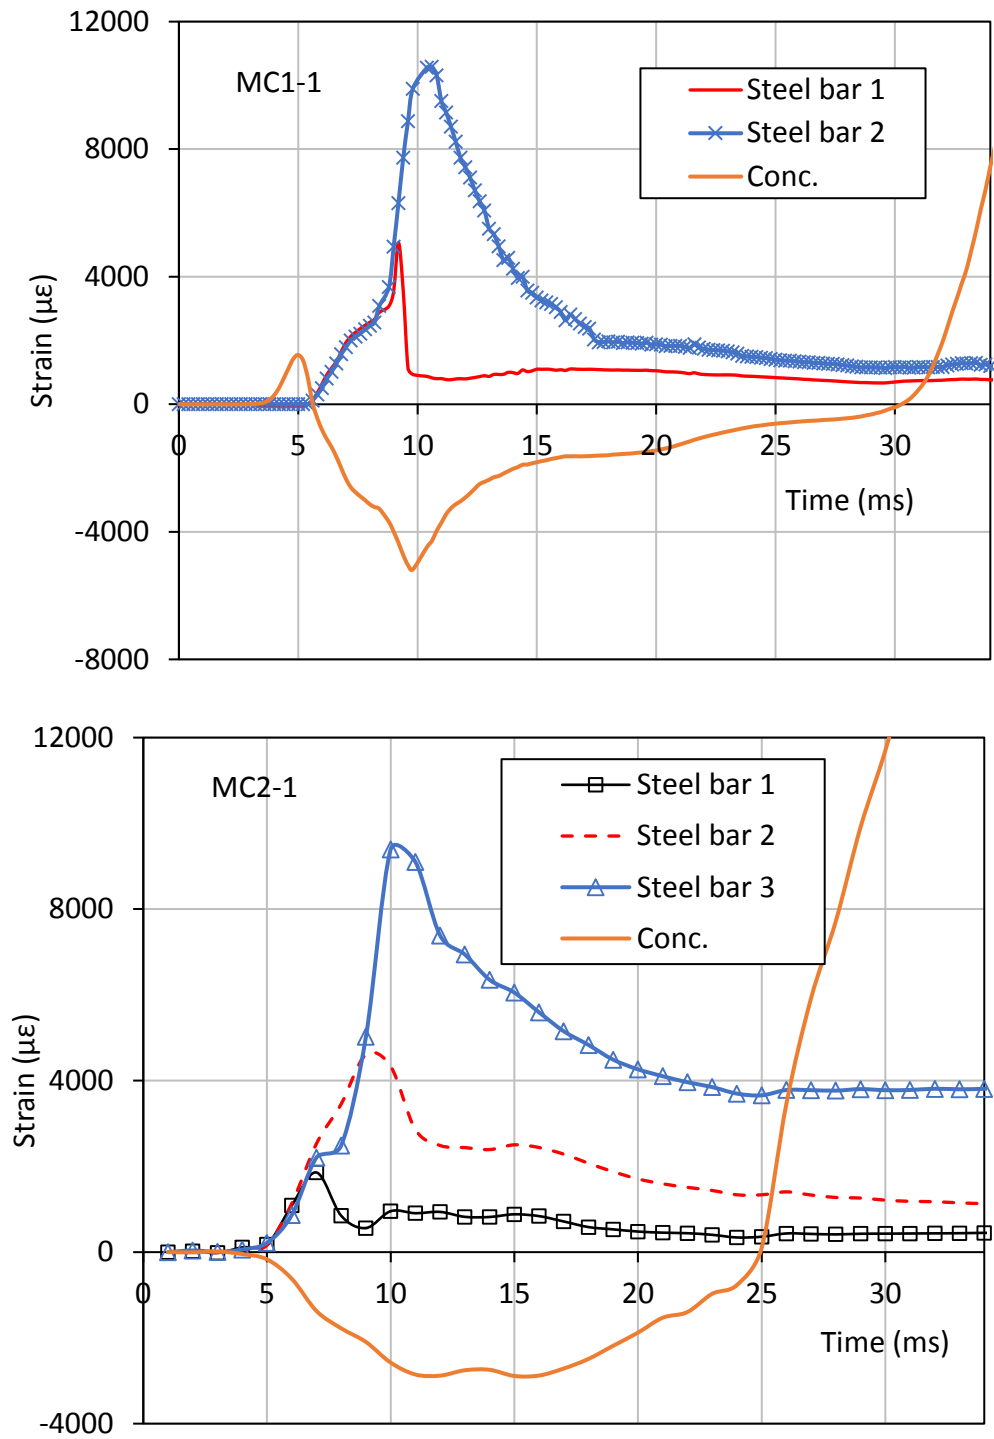 12000
MC1-1
Steel bar 1
Steel bar 2
Conc.
8000
4000
0
-4000
-8000
0 5 10 15 20 25 30
Strain (με)
Time (ms)
12000
MC2-1
Steel bar 1
Steel bar 2
Steel bar 3
Conc.
8000
4000
0
-4000
0 5 10 15 20 25 30
Strain (με)
Time (ms)